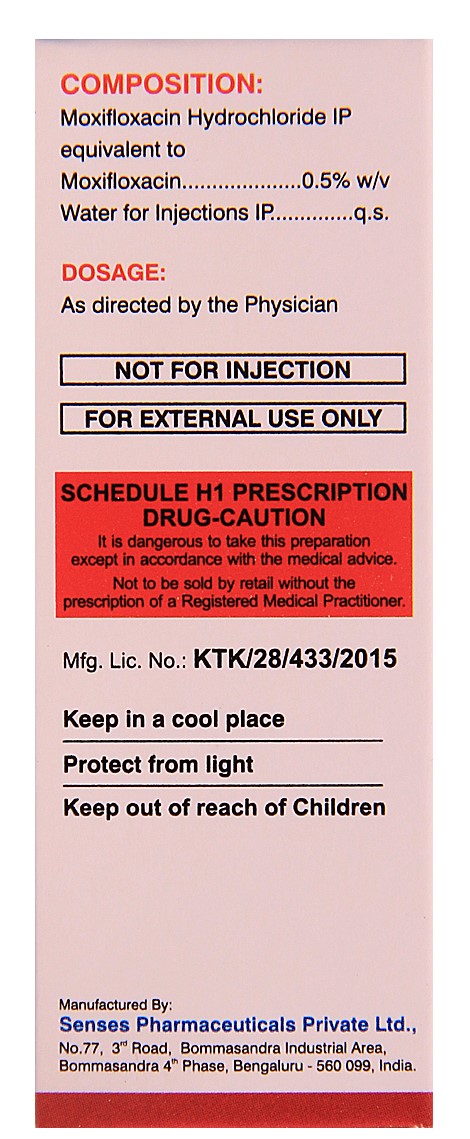 COMPOSITION:
Moxifloxacin Hydrochloride IP
equivalent to
Moxifloxacin.....................0.5% w/v
Water for Injections IP..............q.s.
DOSAGE:
As directed by the Physician
NOT FOR INJECTION
FOR EXTERNAL USE ONLY
SCHEDULE H1 PRESCRIPTION
DRUG-CAUTION
It is dangerous to take this preparation
except in accordance with the medical advice.
Not to be sold by retail without the
prescription of a Registered Medical Practitioner.
Mfg. Lic. No.: KTK/28/433/2015
Keep in a cool place
Protect from light
Keep out of reach of Children
Manufactured By:
Senses Pharmaceuticals Private Ltd.,
No.77, 3rd Road, Bommasandra Industrial Area,
Bommasandra 4th Phase, Bengaluru - 560 099, India.